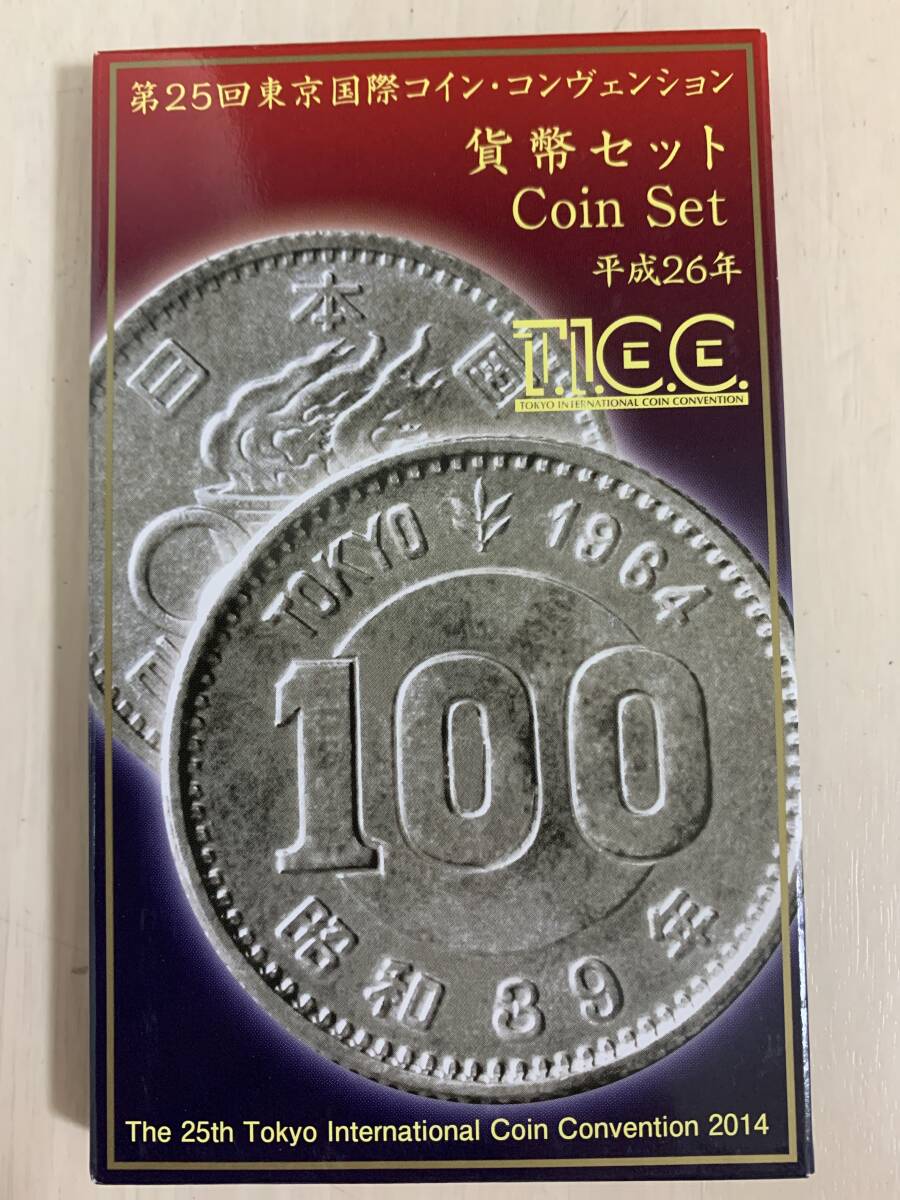 第25回東京国際コイン・コンヴェンション
貨幣セット
Coin Set
平成26年
T.I.C.C.
TOKYO INTERNATIONAL COIN CONVENTION
日本国
TOKYO 1964
100
昭和39年
The 25th Tokyo International Coin Convention 2014